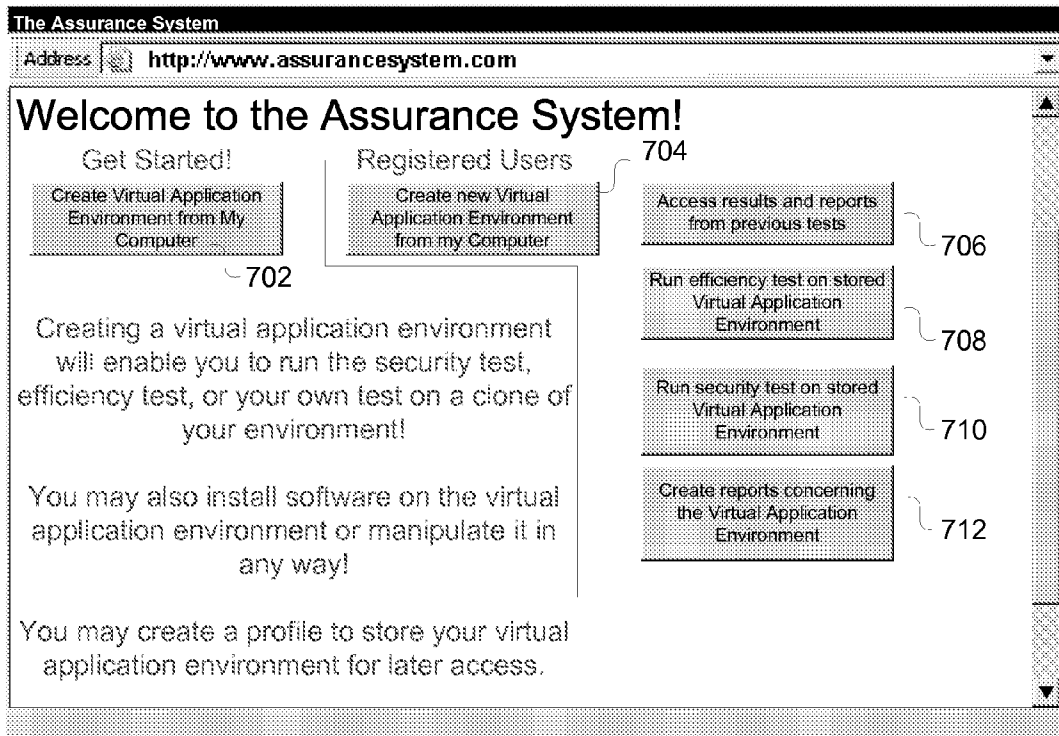 The Assurance System
Address http://www.assurancesystem.com
Welcome to the Assurance System!
Get Started!
Create Virtual Application
Environment from My
Computer
702
Creating a virtual application environment
will enable you to run the security test,
efficiency test, or your own test on a clone of
your environment!
You may also install software on the virtual
application environment or manipulate it in
any way!
You may create a profile to store your virtual
application environment for later access.
Registered Users
704
Create new Virtual
Application Environment
from my Computer
Access results and reports
from previous tests
706
Run efficiency test on stored
Virtual Application
Environment
708
Run security test on stored
Virtual Application
Environment
710
Create reports concerning
the Virtual Application
Environment
712